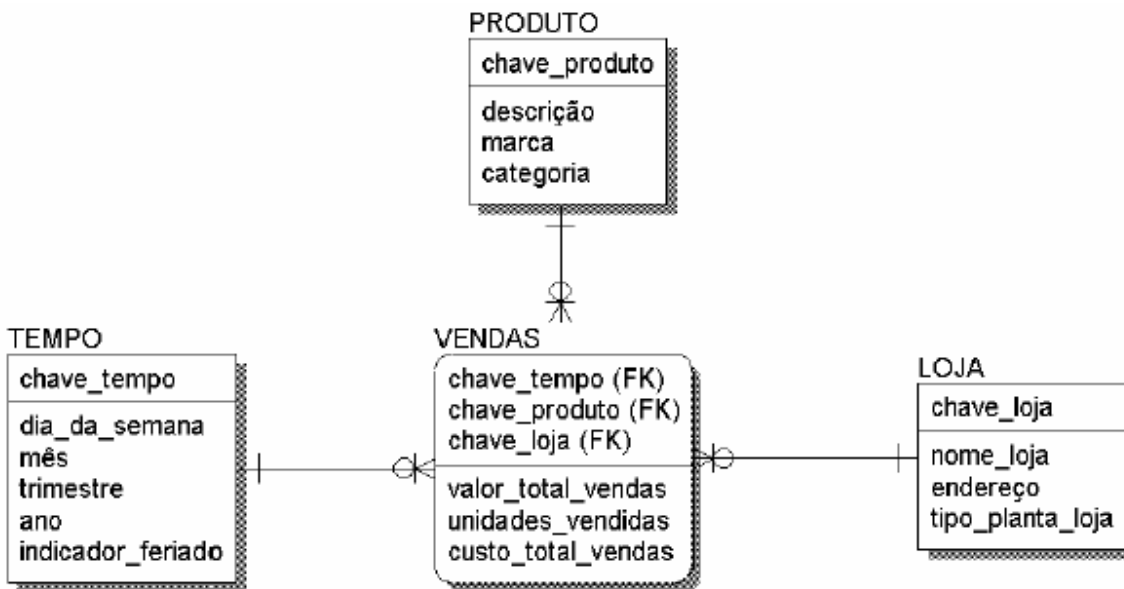 PRODUTO
chave_produto
descrição
marca
categoria
TEMPO
chave_tempo
dia_da_semana
mês
trimestre
ano
indicador_feriado
VENDAS
chave_tempo (FK)
chave_produto (FK)
chave_loja (FK)
valor_total_vendas
unidades_vendidas
custo_total_vendas
LOJA
chave_loja
nome_loja
endereço
tipo_planta_loja